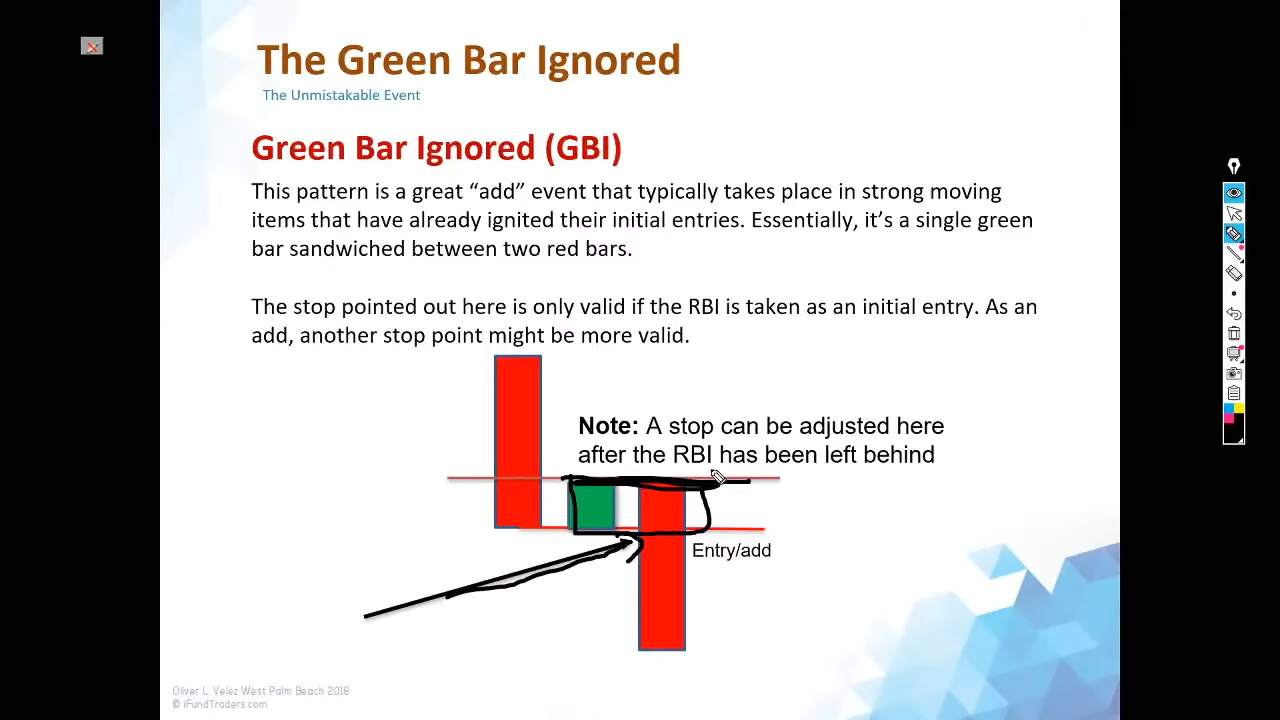 The Green Bar Ignored
The Unmistakable Event
Green Bar Ignored (GBI)
This pattern is a great “add” event that typically takes place in strong moving
items that have already ignited their initial entries. Essentially, it’s a single green
bar sandwiched between two red bars.
The stop pointed out here is only valid if the RBI is taken as an initial entry. As an
add, another stop point might be more valid.
Note: A stop can be adjusted here
after the RBI has been left behind
Entry/add
Oliver L. Velez West Palm Beach 2016
© iFundTraders.com